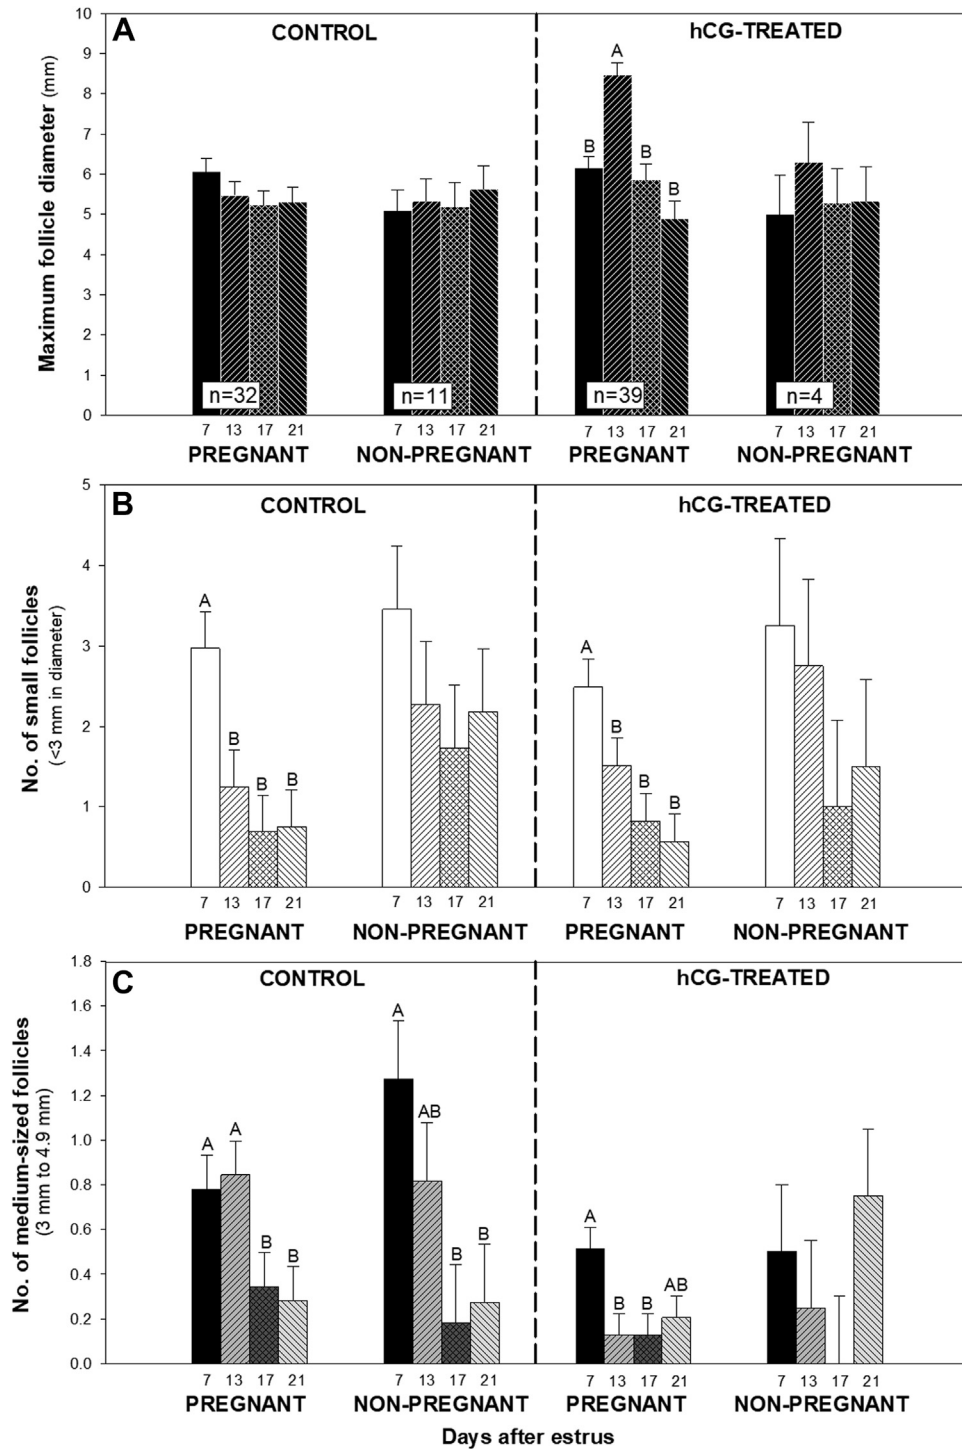 A
CONTROL
hCG-TREATED
Maximum follicle diameter (mm)
10
9
8
7
6
5
4
3
2
1
0
B
A
B
B
n=32
n=11
n=39
n=4
7 13 17 21 7 13 17 21 7 13 17 21 7 13 17 21
PREGNANT NON-PREGNANT PREGNANT NON-PREGNANT
B
CONTROL
hCG-TREATED
No. of small follicles
(<3 mm in diameter)
5
4
3
2
1
0
A
B
B
B
A
B
B
B
7 13 17 21 7 13 17 21 7 13 17 21 7 13 17 21
PREGNANT NON-PREGNANT PREGNANT NON-PREGNANT
C
CONTROL
hCG-TREATED
No. of medium-sized follicles
(3 mm to 4.9 mm)
1.8
1.6
1.4
1.2
1.0
0.8
0.6
0.4
0.2
0.0
A
A
B
B
A
AB
B
B
A
B
B
AB
7 13 17 21 7 13 17 21 7 13 17 21 7 13 17 21
PREGNANT NON-PREGNANT PREGNANT NON-PREGNANT
Days after estrus